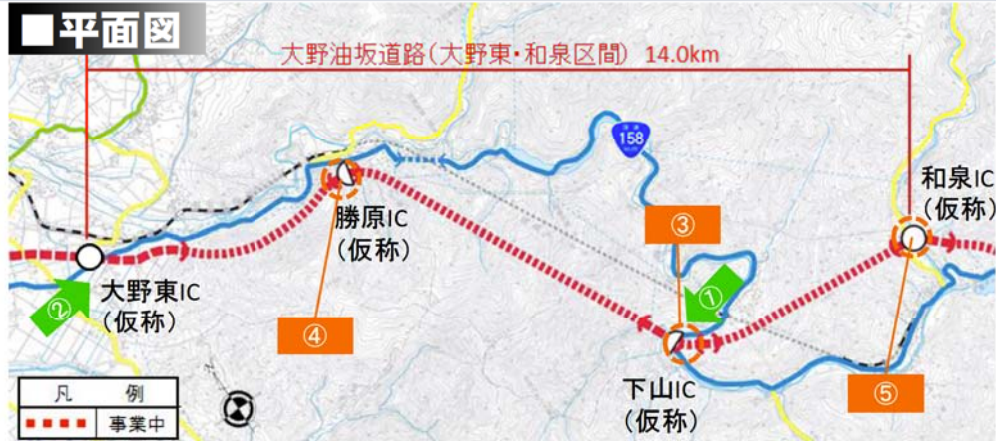 ■平面図
大野油坂道路(大野東・和泉区間) 14.0km
158
和泉IC
(仮称)
勝原IC
(仮称)
③
①
大野東IC
(仮称)
②
④
下山IC
(仮称)
⑤
凡 例
事業中